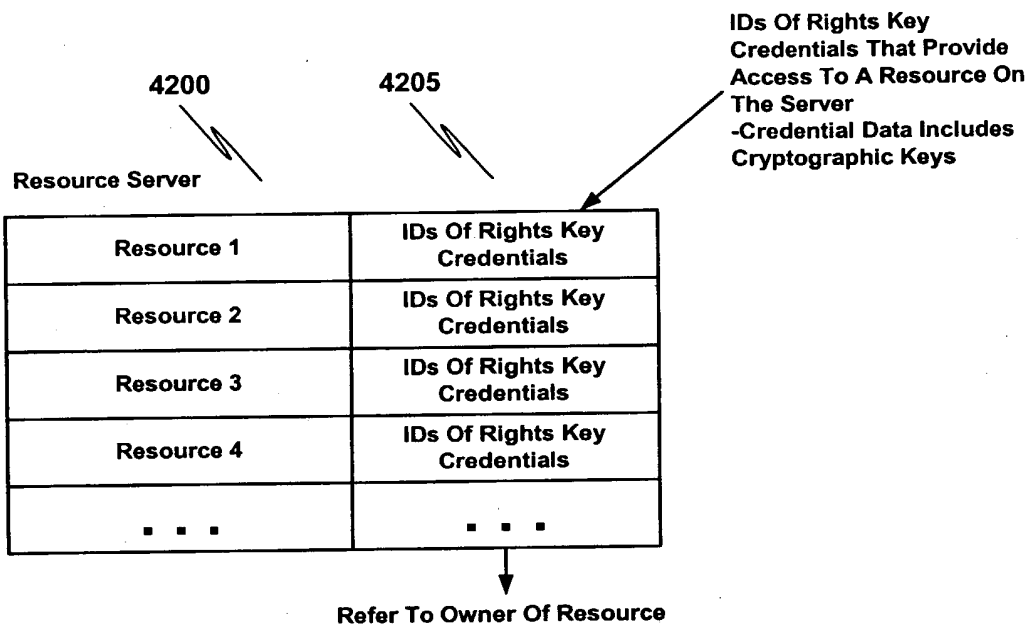 IDs Of Rights Key
Credentials That Provide
Access To A Resource On
The Server
-Credential Data Includes
Cryptographic Keys
4200
4205
Resource Server
Resource 1
IDs Of Rights Key
Credentials
Resource 2
IDs Of Rights Key
Credentials
Resource 3
IDs Of Rights Key
Credentials
Resource 4
IDs Of Rights Key
Credentials
. . .
. . .
Refer To Owner Of Resource